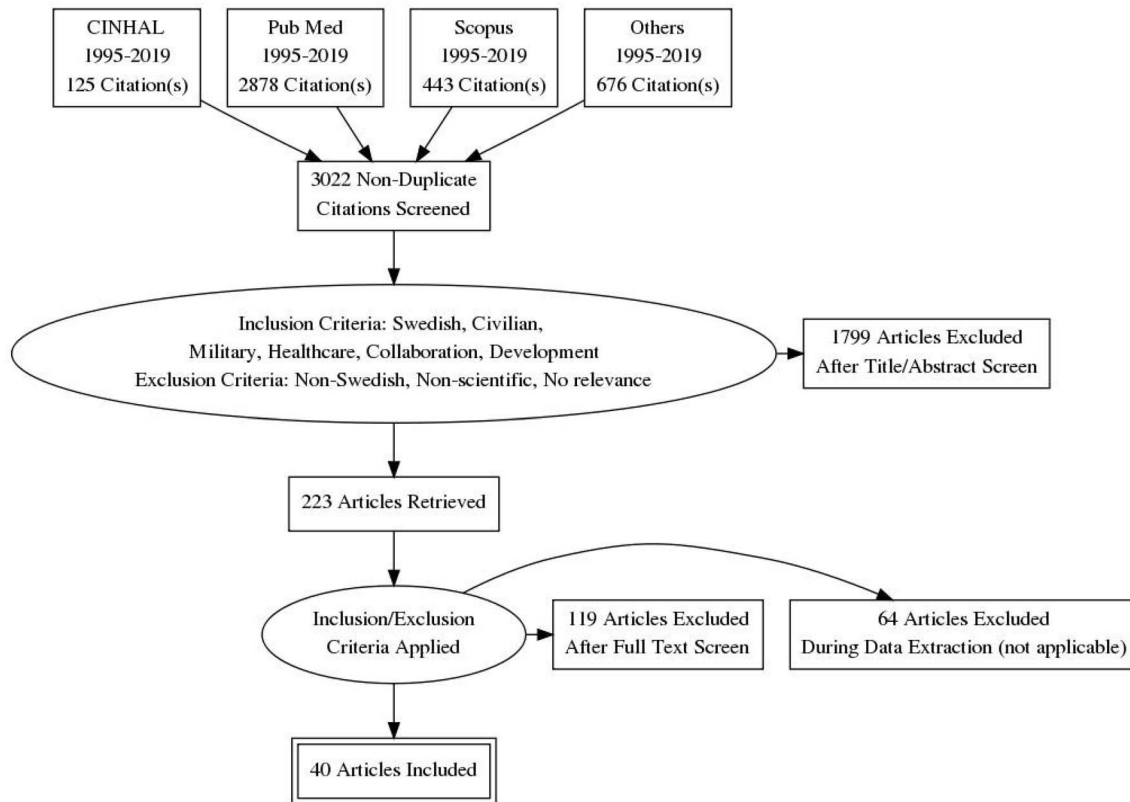 CINHAL
1995-2019
125 Citation(s)
Pub Med
1995-2019
2878 Citation(s)
Scopus
1995-2019
443 Citation(s)
Others
1995-2019
676 Citation(s)
3022 Non-Duplicate
Citations Screened
Inclusion Criteria: Swedish, Civilian,
Military, Healthcare, Collaboration, Development
Exclusion Criteria: Non-Swedish, Non-scientific, No relevance
1799 Articles Excluded
After Title/Abstract Screen
223 Articles Retrieved
Inclusion/Exclusion
Criteria Applied
119 Articles Excluded
After Full Text Screen
64 Articles Excluded
During Data Extraction (not applicable)
40 Articles Included